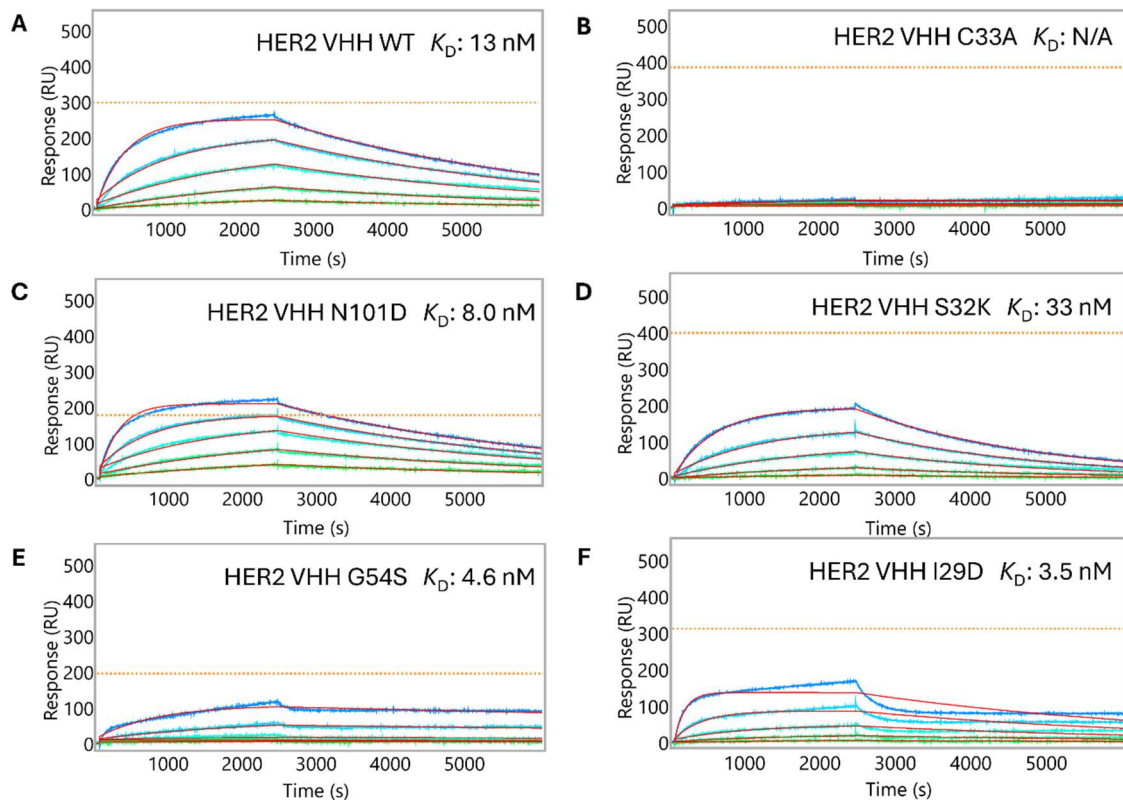 A
HER2 VHH WT KD: 13 nM
Response (RU)
500
400
300
200
100
0
1000 2000 3000 4000 5000
Time (s)
B
HER2 VHH C33A KD: N/A
Response (RU)
500
400
300
200
100
0
1000 2000 3000 4000 5000
Time (s)
C
HER2 VHH N101D KD: 8.0 nM
Response (RU)
500
400
300
200
100
0
1000 2000 3000 4000 5000
Time (s)
D
HER2 VHH S32K KD: 33 nM
Response (RU)
500
400
300
200
100
0
1000 2000 3000 4000 5000
Time (s)
E
HER2 VHH G54S KD: 4.6 nM
Response (RU)
500
400
300
200
100
0
1000 2000 3000 4000 5000
Time (s)
F
HER2 VHH I29D KD: 3.5 nM
Response (RU)
500
400
300
200
100
0
1000 2000 3000 4000 5000
Time (s)